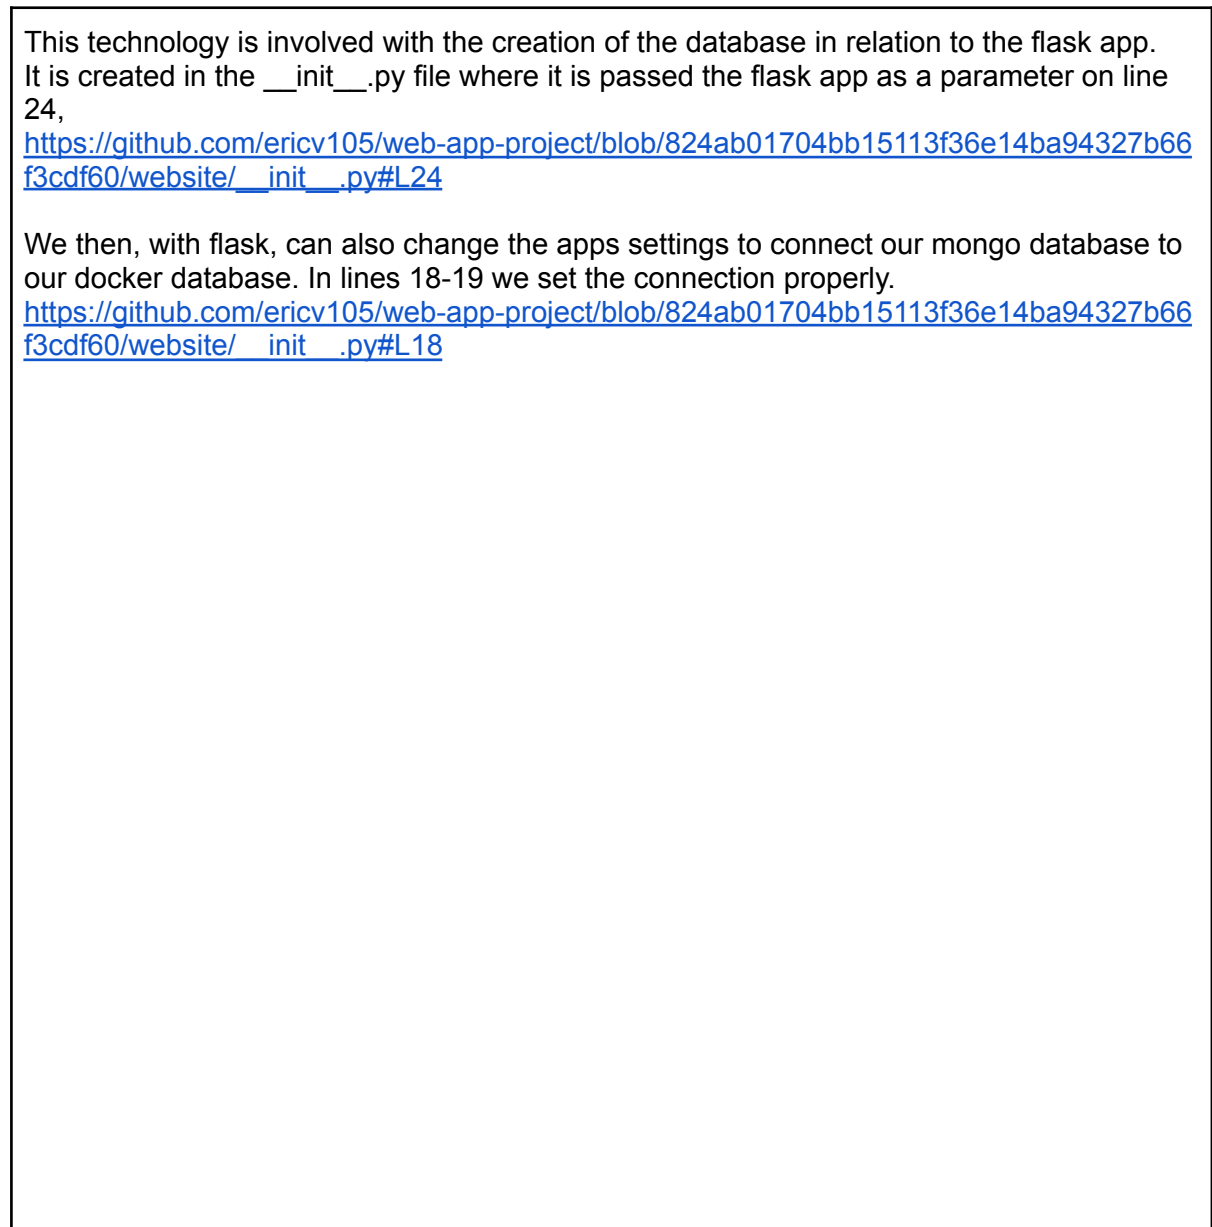 This technology is involved with the creation of the database in relation to the flask app.
It is created in the __init__.py file where it is passed the flask app as a parameter on line
24,
https://github.com/ericv105/web-app-project/blob/824ab01704bb15113f36e14ba94327b66
f3cdf60/website/__init__.py#L24
We then, with flask, can also change the apps settings to connect our mongo database to
our docker database. In lines 18-19 we set the connection properly.
https://github.com/ericv105/web-app-project/blob/824ab01704bb15113f36e14ba94327b66
f3cdf60/website/__init__.py#L18